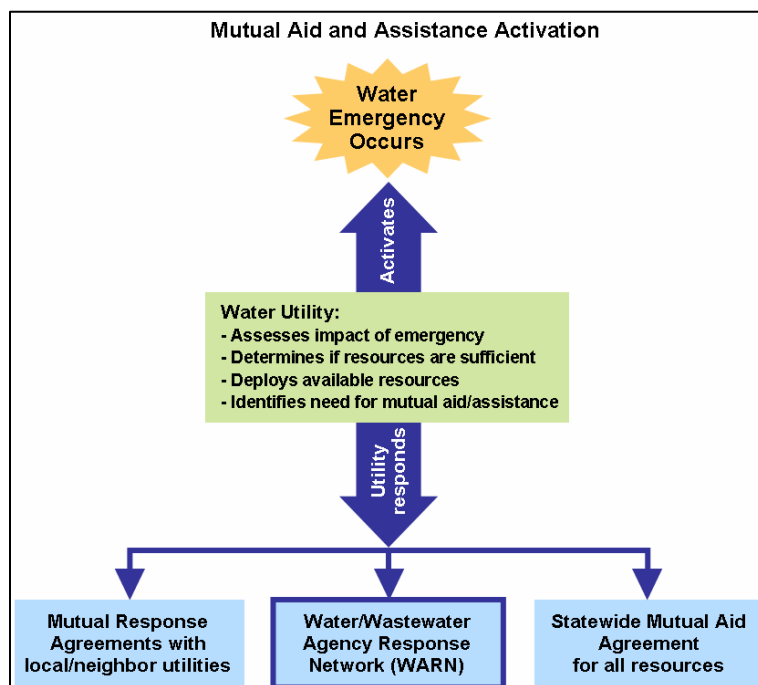 Mutual Aid and Assistance Activation
Water
Emergency
Occurs
Activates
Water Utility:
- Assesses impact of emergency
- Determines if resources are sufficient
- Deploys available resources
- Identifies need for mutual aid/assistance
Utility
responds
Mutual Response
Agreements with
local/neighbor utilities
Water/Wastewater
Agency Response
Network (WARN)
Statewide Mutual Aid
Agreement
for all resources